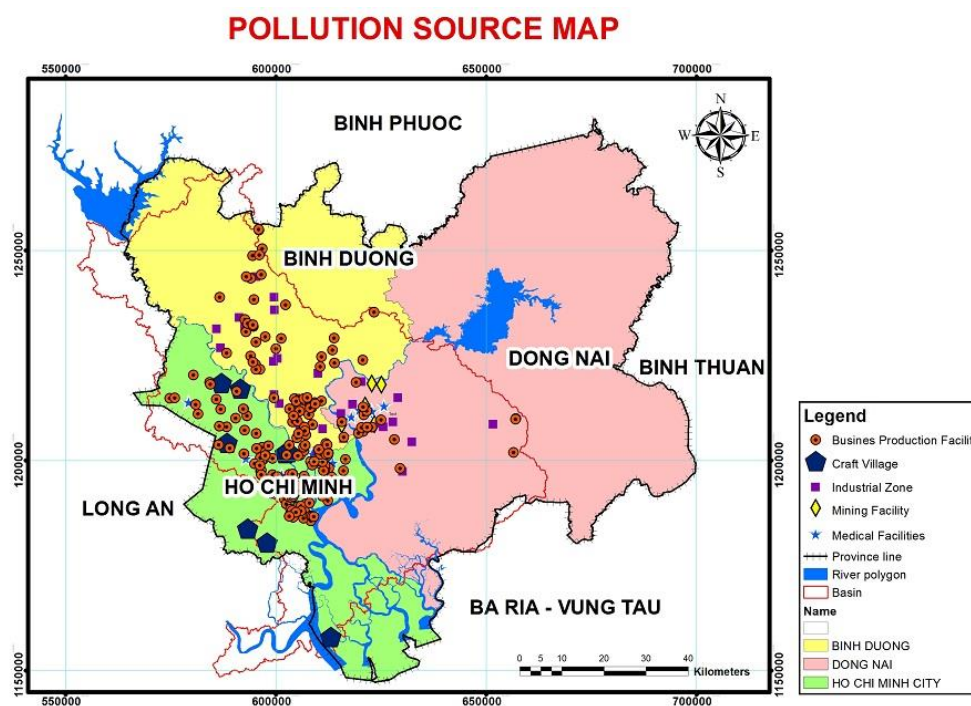 POLLUTION SOURCE MAP
550000 600000 650000 700000
BINH PHUOC
N
W E
S
1250000 1250000
BINH DUONG
DONG NAI
BINH THUAN
1200000 1200000
HO CHI MINH
LONG AN
BA RIA - VUNG TAU
0 5 10 20 30 40
Kilometers
1150000 1150000
550000 600000 650000 700000
Legend
Busines Production Facilit
Craft Village
Industrial Zone
Mining Facility
Medical Facilities
Province line
River polygon
Basin
Name
BINH DUONG
DONG NAI
HO CHI MINH CITY